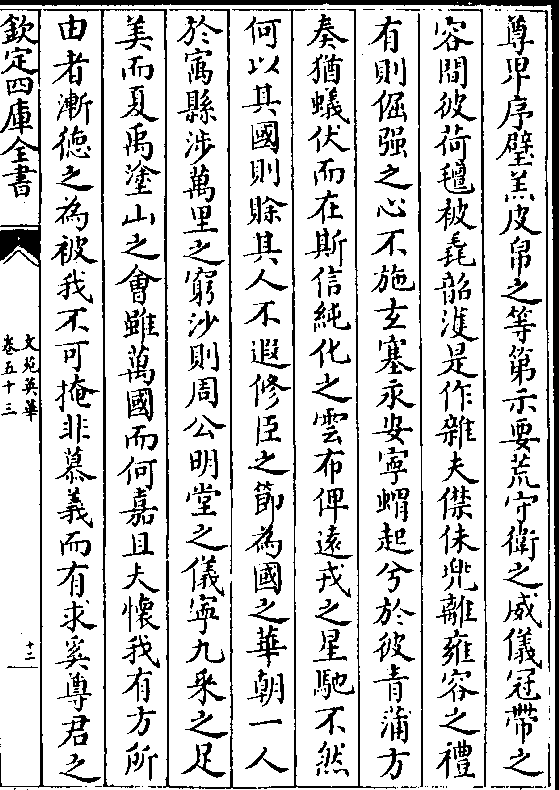 尊卑序璧羔皮帛之等第示要荒守衛之威儀冠帶之
容間彼荷氊被毳韶濩是作雜夫僸佅兜離雍容之禮
有則倔强之心不施玄塞永安寧蝟起兮於彼青蒲方
奏猶蟻伏而在斯信純化之雲布俾遠戎之星馳不然
何以其國則賒其人不遐修臣之節為國之華朝一人
於寓縣涉萬里之窮沙則周公明堂之儀寧九采之足
美而夏禹塗山之會雖萬國而何嘉且夫懷我有方所
由者漸德之為被我不可掩非慕義而有求奚尊君之
欽定四庫全書
文苑英華
卷五十三
十二